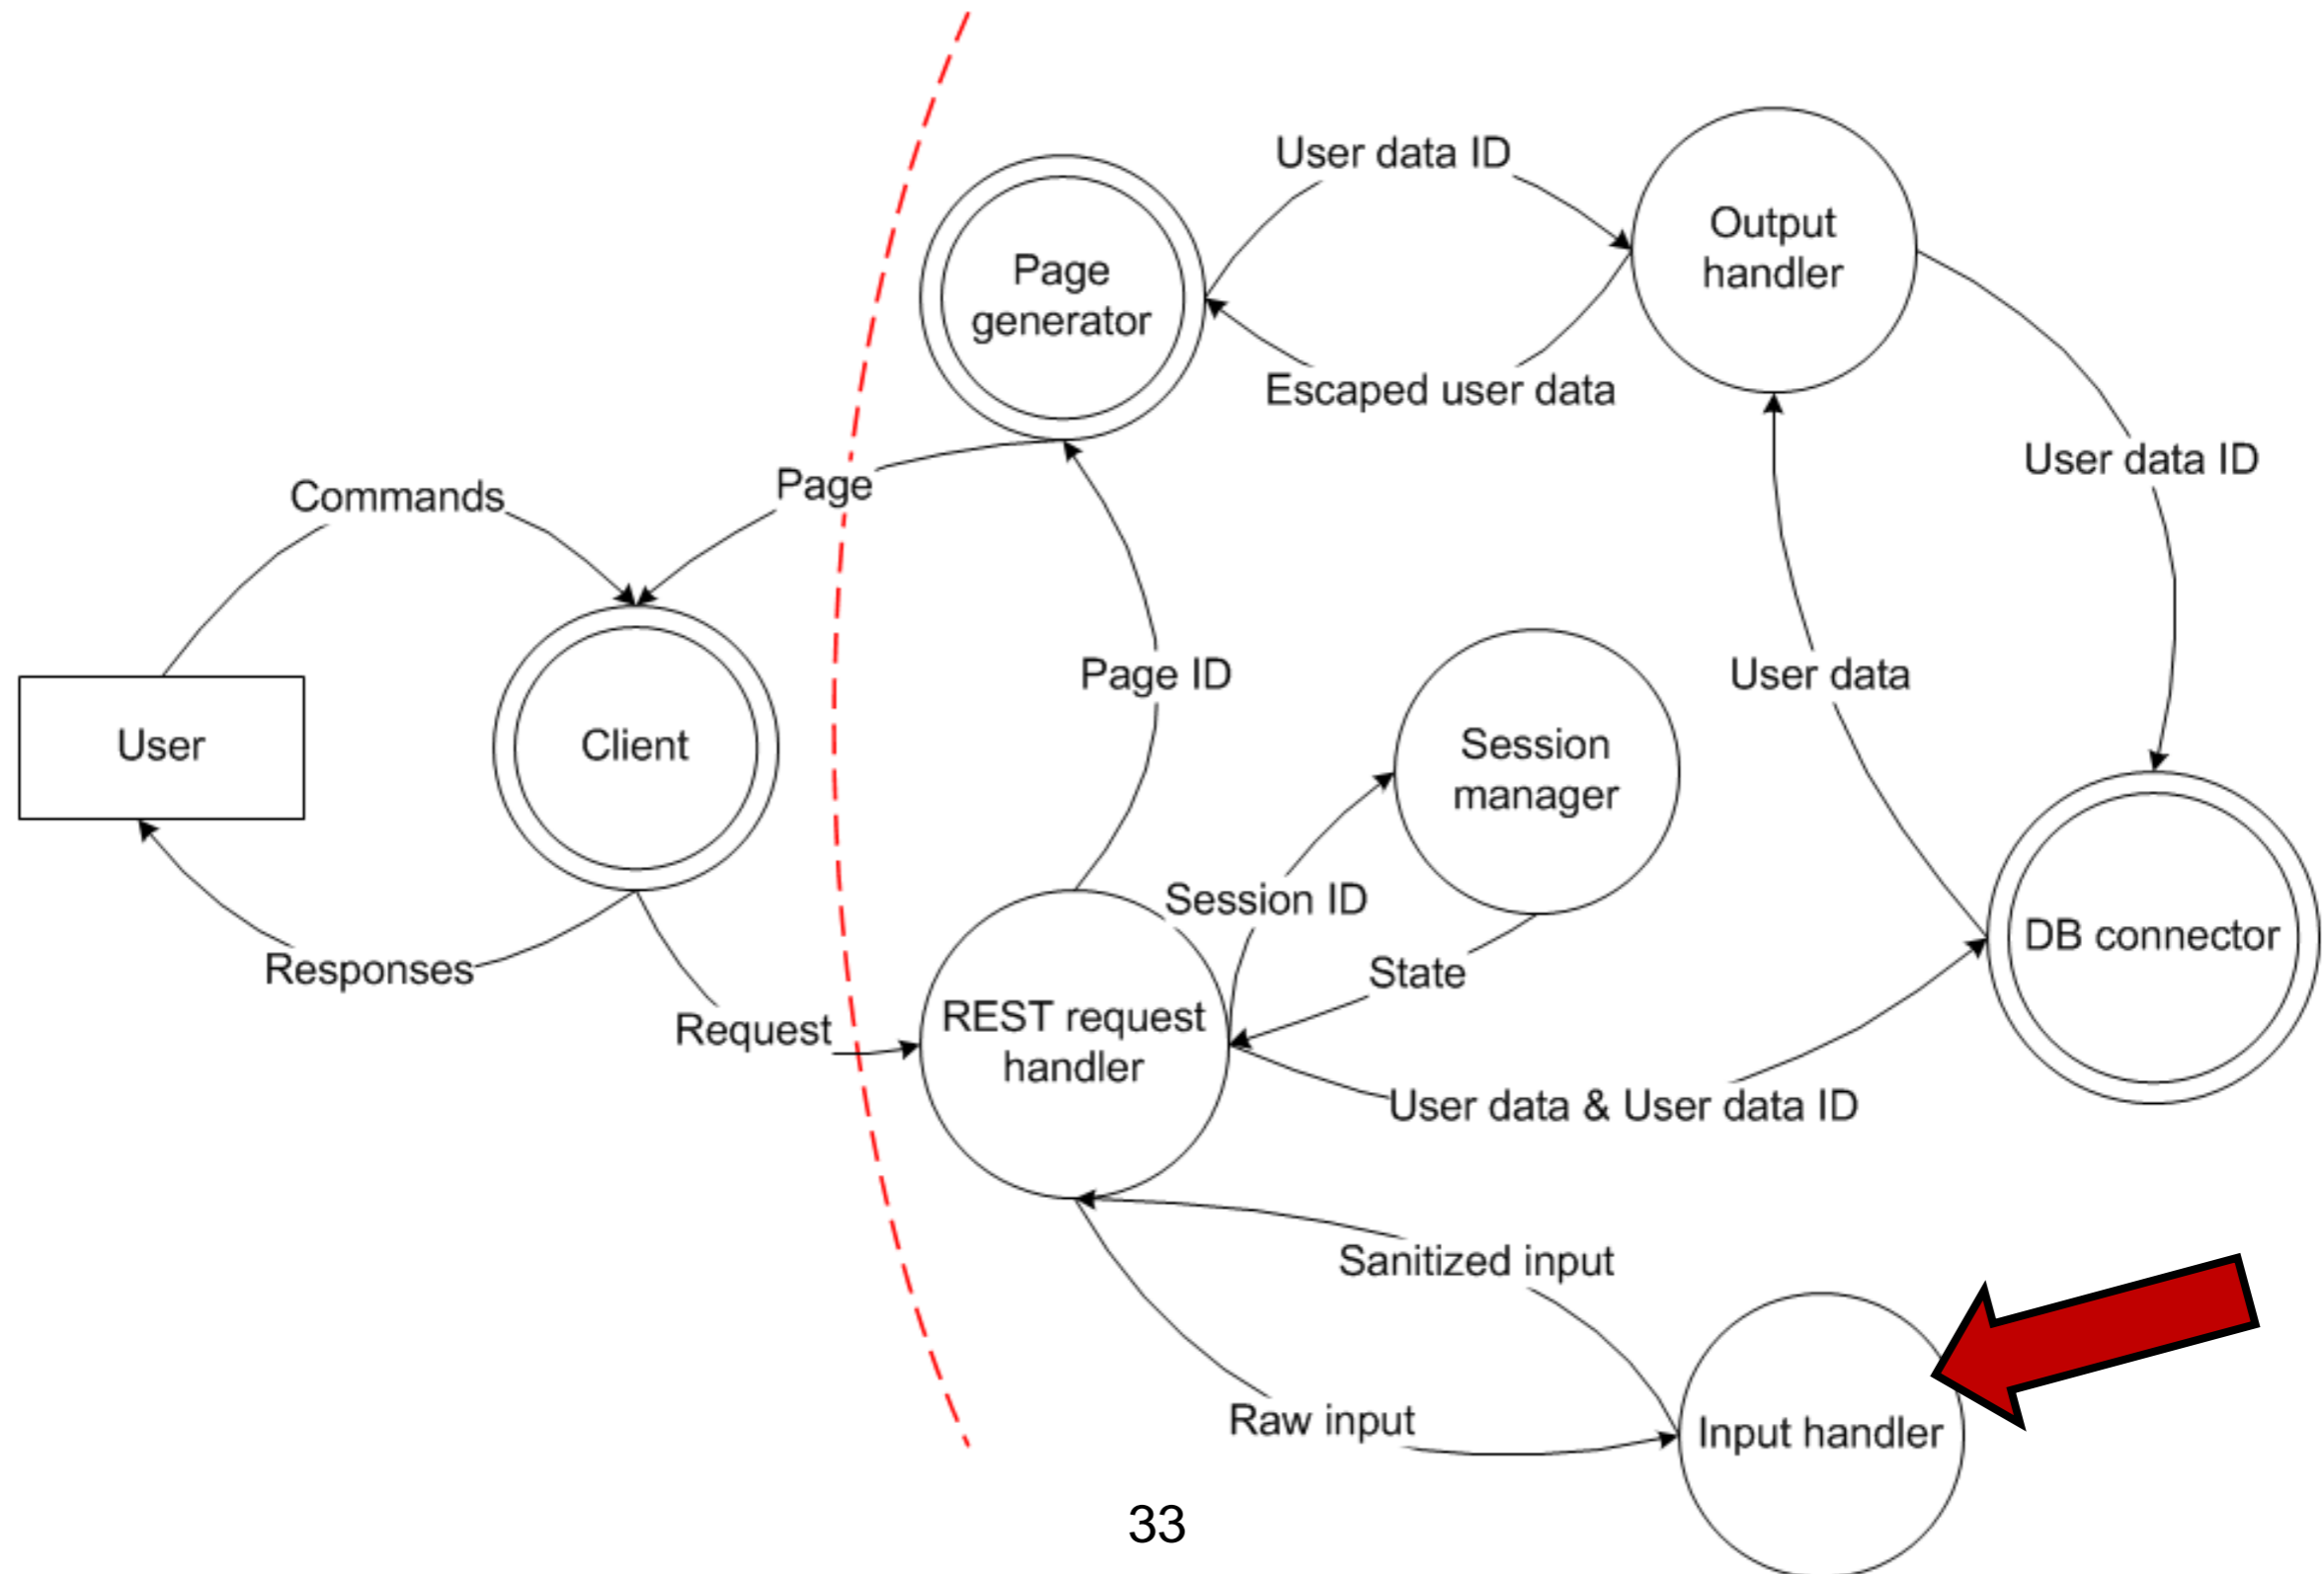 User data ID
Output
handler
Page
generator
Escaped user data
User data ID
Commands
Page
Page ID
User data
User
Client
Session
manager
Session ID
DB connector
Responses
State
REST request
handler
Request
User data & User data ID
Sanitized input
Raw input
Input handler
33